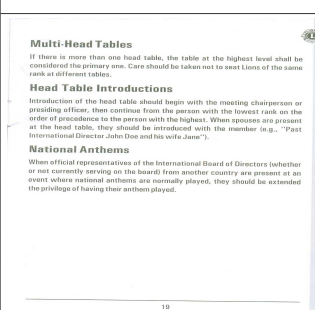 Multi-Head Tables
If there is more than one head table, the table at the highest level shall be
considered the primary one. Care should be taken not to seat Lions of the same
rank at different tables.
Head Table Introductions
Introduction of the head table should begin with the meeting chairperson or
presiding officer, then continue from the person with the lowest rank on the
order of precedence to the person with the highest. When spouses are present
at the head table, they should be introduced with the member (e.g., "Past
International Director John Doe and his wife Jane").
National Anthems
When official representatives of the International Board of Directors (whether
or not currently serving on the board) from another country are present at an
event where national anthems are normally played, they should be extended
the privilege of having their anthem played.
19